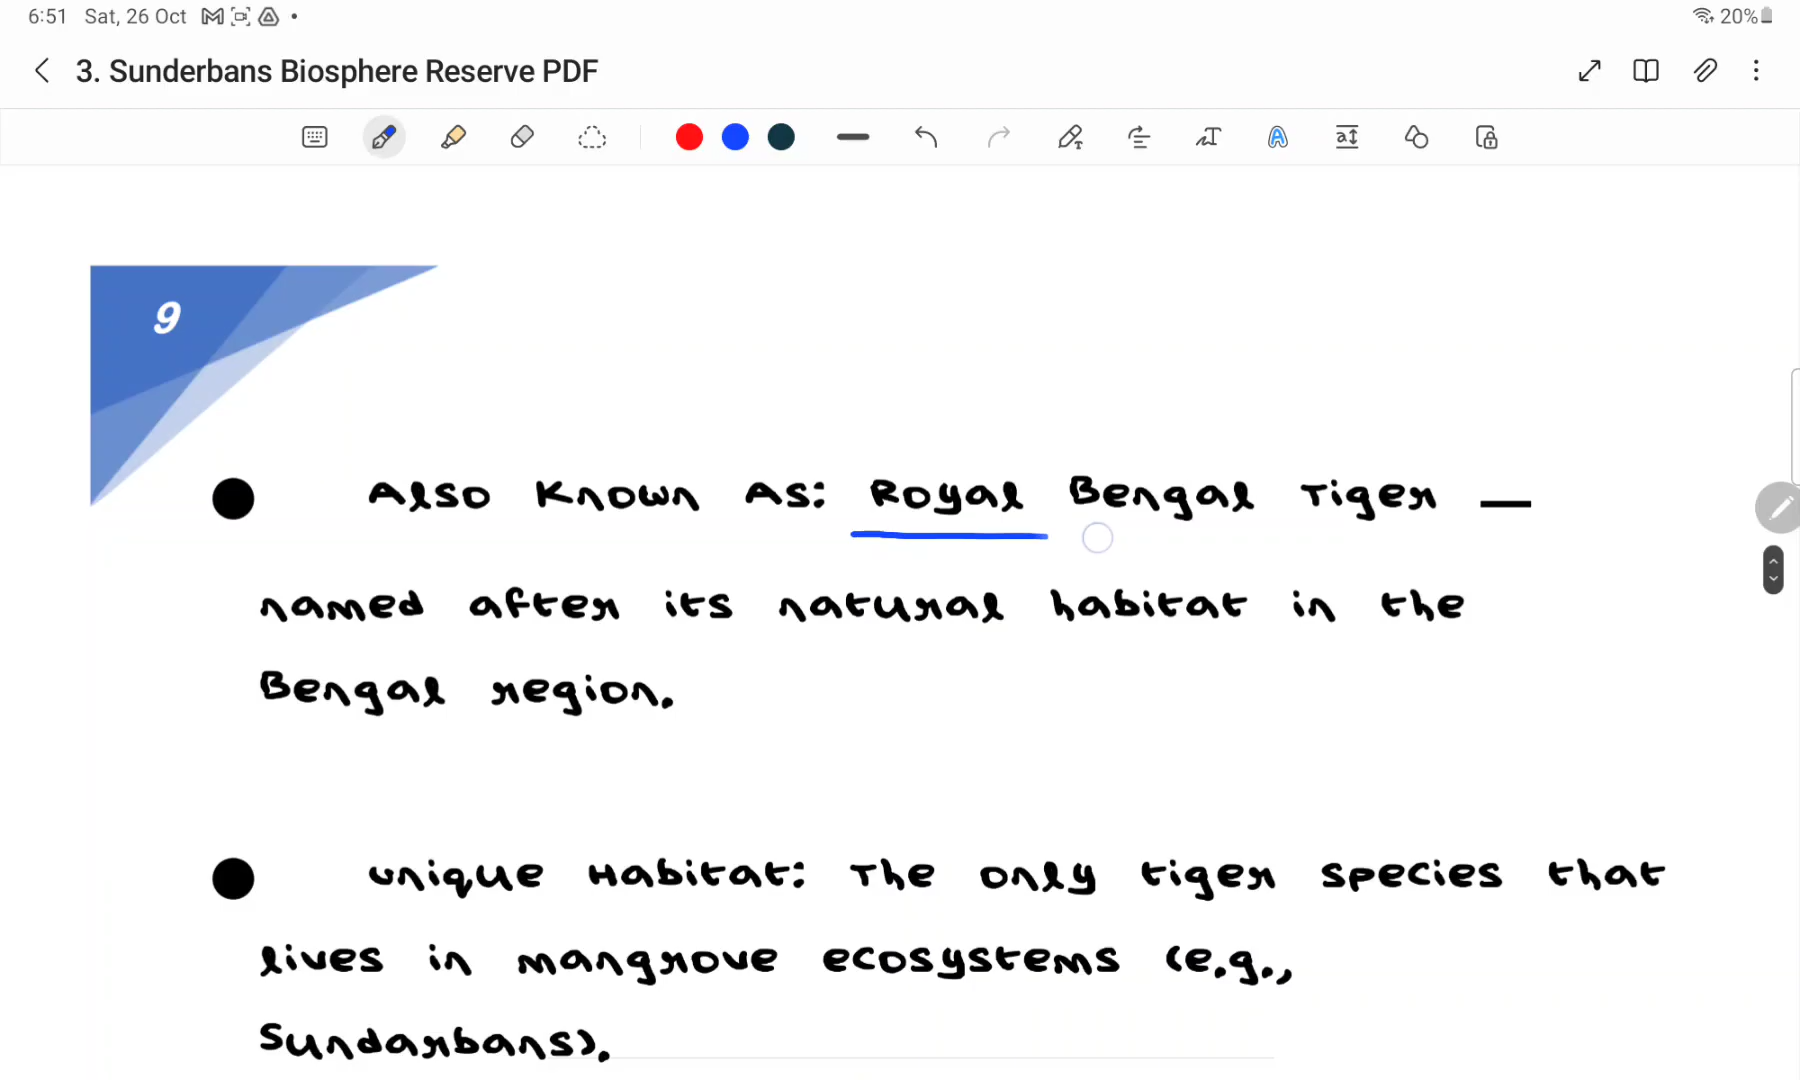 6:51 Sat, 26 Oct 20%
3. Sunderbans Biosphere Reserve PDF
9
Also Known As: Royal Bengal Tiger —
named after its natural habitat in the
Bengal region.
Unique Habitat: The only tiger species that
lives in mangrove ecosystems (e.g.,
Sundarbans).